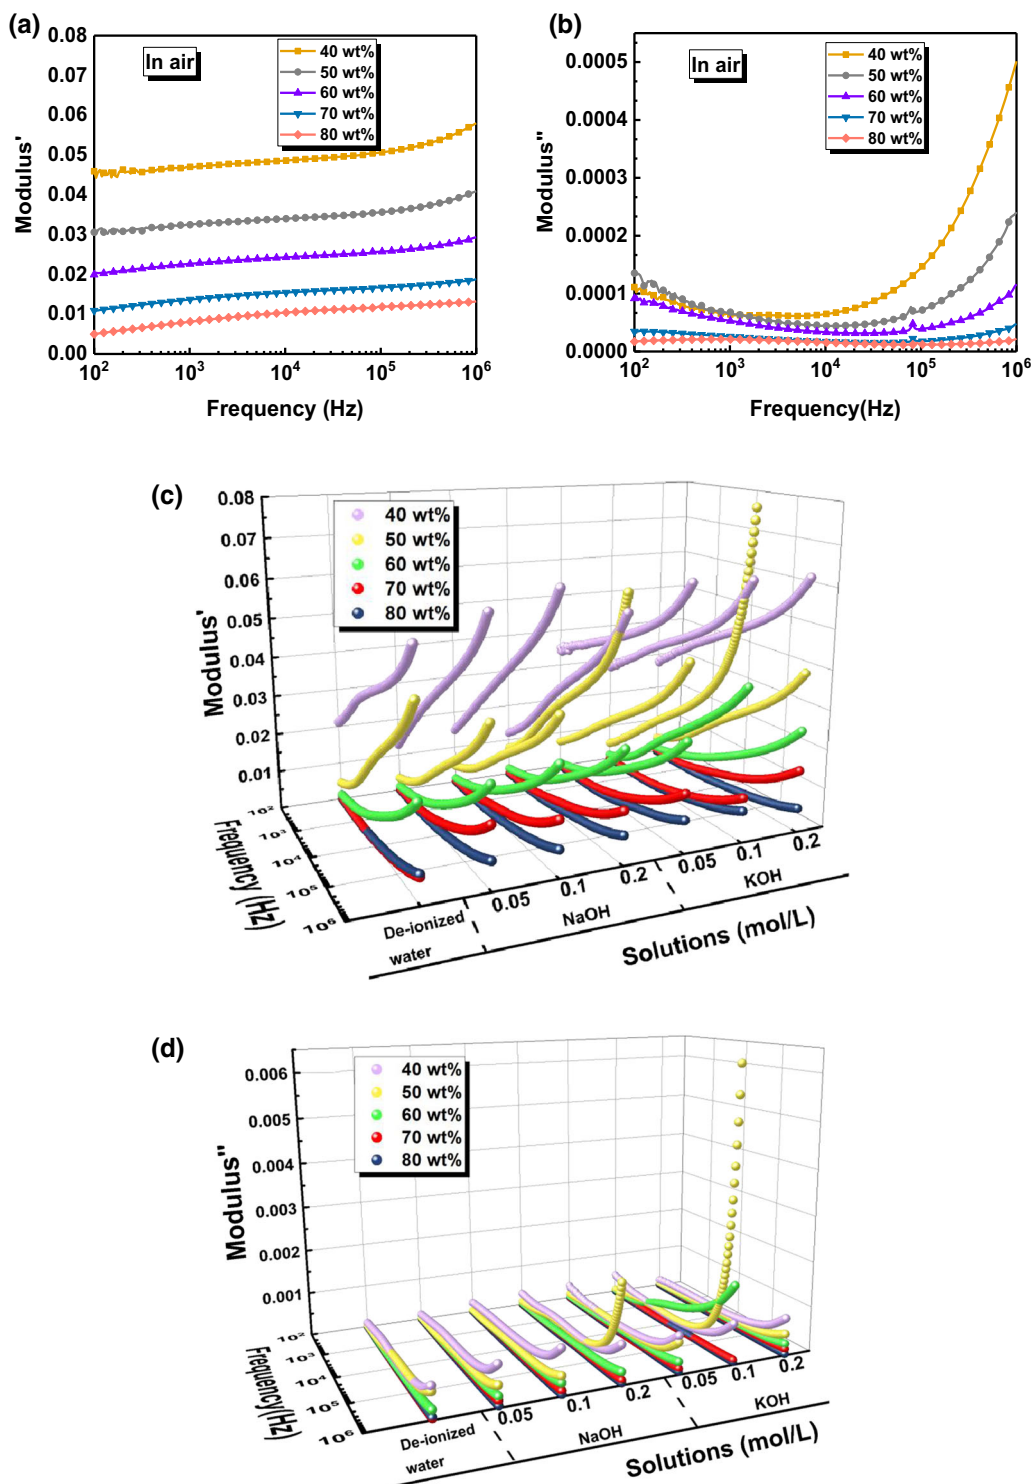 (a)
0.08
0.07
0.06
0.05
0.04
0.03
0.02
0.01
0.00
Modulus'
In air
40 wt%
50 wt%
60 wt%
70 wt%
80 wt%
10² 10³ 10⁴ 10⁵ 10⁶
Frequency (Hz)
(b)
0.0005
0.0004
0.0003
0.0002
0.0001
0.0000
Modulus"
In air
40 wt%
50 wt%
60 wt%
70 wt%
80 wt%
10² 10³ 10⁴ 10⁵ 10⁶
Frequency(Hz)
(c)
0.08
0.07
0.06
0.05
0.04
0.03
0.02
0.01
Modulus'
40 wt%
50 wt%
60 wt%
70 wt%
80 wt%
10²
10³
10⁴
10⁵
10⁶
Frequency (Hz)
De-ionized
water
0.05 0.1 0.2
NaOH
0.05 0.1 0.2
KOH
Solutions (mol/L)
(d)
0.006
0.005
0.004
0.003
0.002
0.001
Modulus"
40 wt%
50 wt%
60 wt%
70 wt%
80 wt%
10²
10³
10⁴
10⁵
10⁶
Frequency(Hz)
De-ionized
water
0.05 0.1 0.2
NaOH
0.05 0.1 0.2
KOH
Solutions (mol/L)